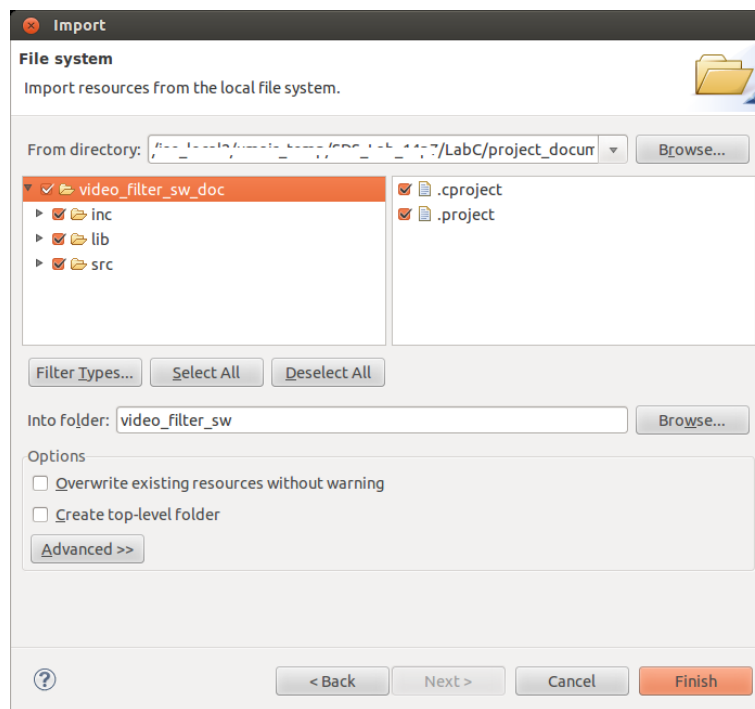 Import
File system
Import resources from the local file system.
From directory: /LabC/project_docum Browse...
video_filter_sw_doc
inc
lib
src
.cproject
.project
Filter Types... Select All Deselect All
Into folder: video_filter_sw Browse...
Options
Overwrite existing resources without warning
Create top-level folder
Advanced >>
? < Back Next > Cancel Finish